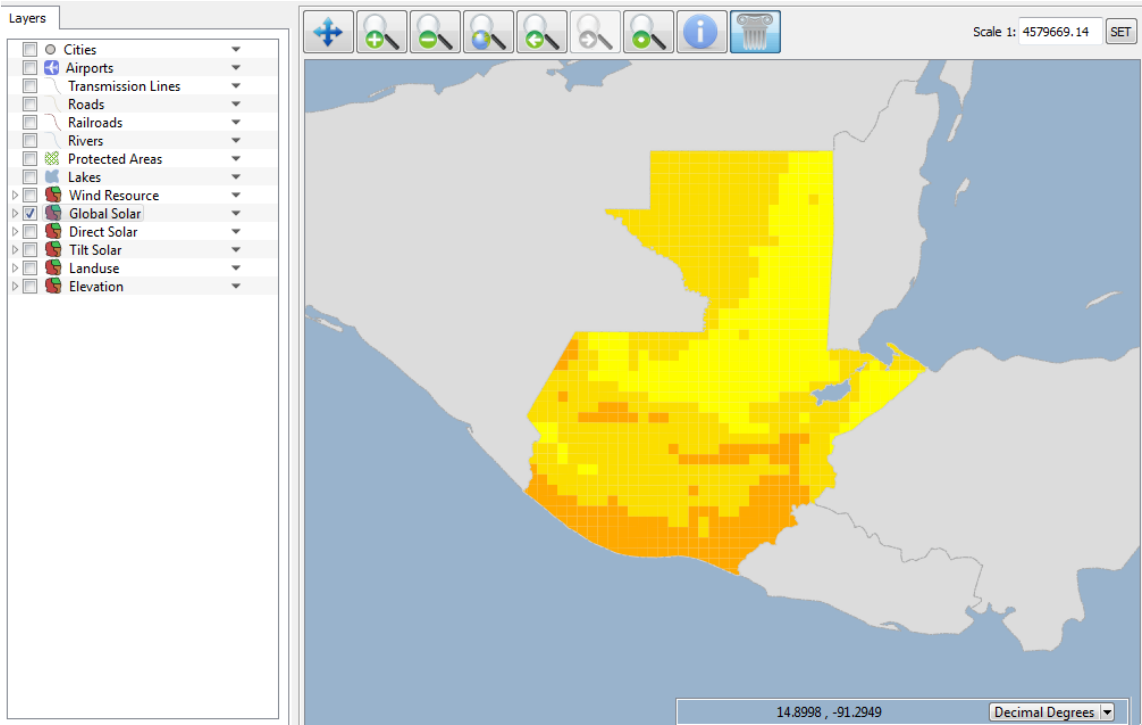 Layers
Scale 1: 4579669.14 SET
Cities
Airports
Transmission Lines
Roads
Railroads
Rivers
Protected Areas
Lakes
Wind Resource
Global Solar
Direct Solar
Tilt Solar
Landuse
Elevation
14.8998 , -91.2949 Decimal Degrees